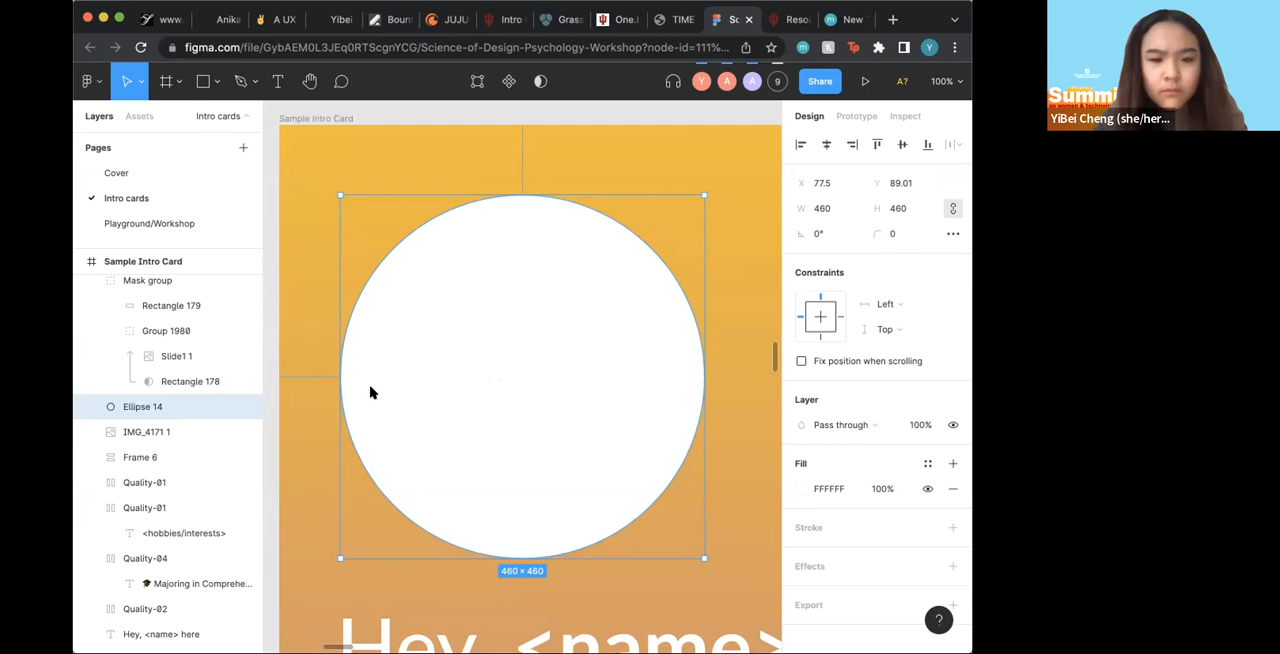 www.
Anika
A UX
Yibei
Boun
JUJU
Intro
Grass
One.I
TIME
Sc
Resou
New
figma.com/file/GybAEM0L3JEq0RTScgnYCG/Science-of-Design-Psychology-Workshop?node-id=111%...
Y
T
Y
A
A
9
Share
A?
100%
Layers
Assets
Intro cards
Pages
Cover
Intro cards
Playground/Workshop
Sample Intro Card
Mask group
Rectangle 179
Group 1980
Slide1 1
Rectangle 178
Ellipse 14
IMG_4171 1
Frame 6
Quality-01
Quality-01
<hobbies/interests>
Quality-04
Majoring in Comprehe...
Quality-02
Hey, <name> here
Sample Intro Card
460 × 460
Hey, <name>
Design
Prototype
Inspect
X 77.5 Y 89.01
W 460 H 460
0° 0
Constraints
Left
Top
Fix position when scrolling
Layer
Pass through 100%
Fill
FFFFFF 100%
Stroke
Effects
Export
?
Summi
YiBei Cheng (she/her...